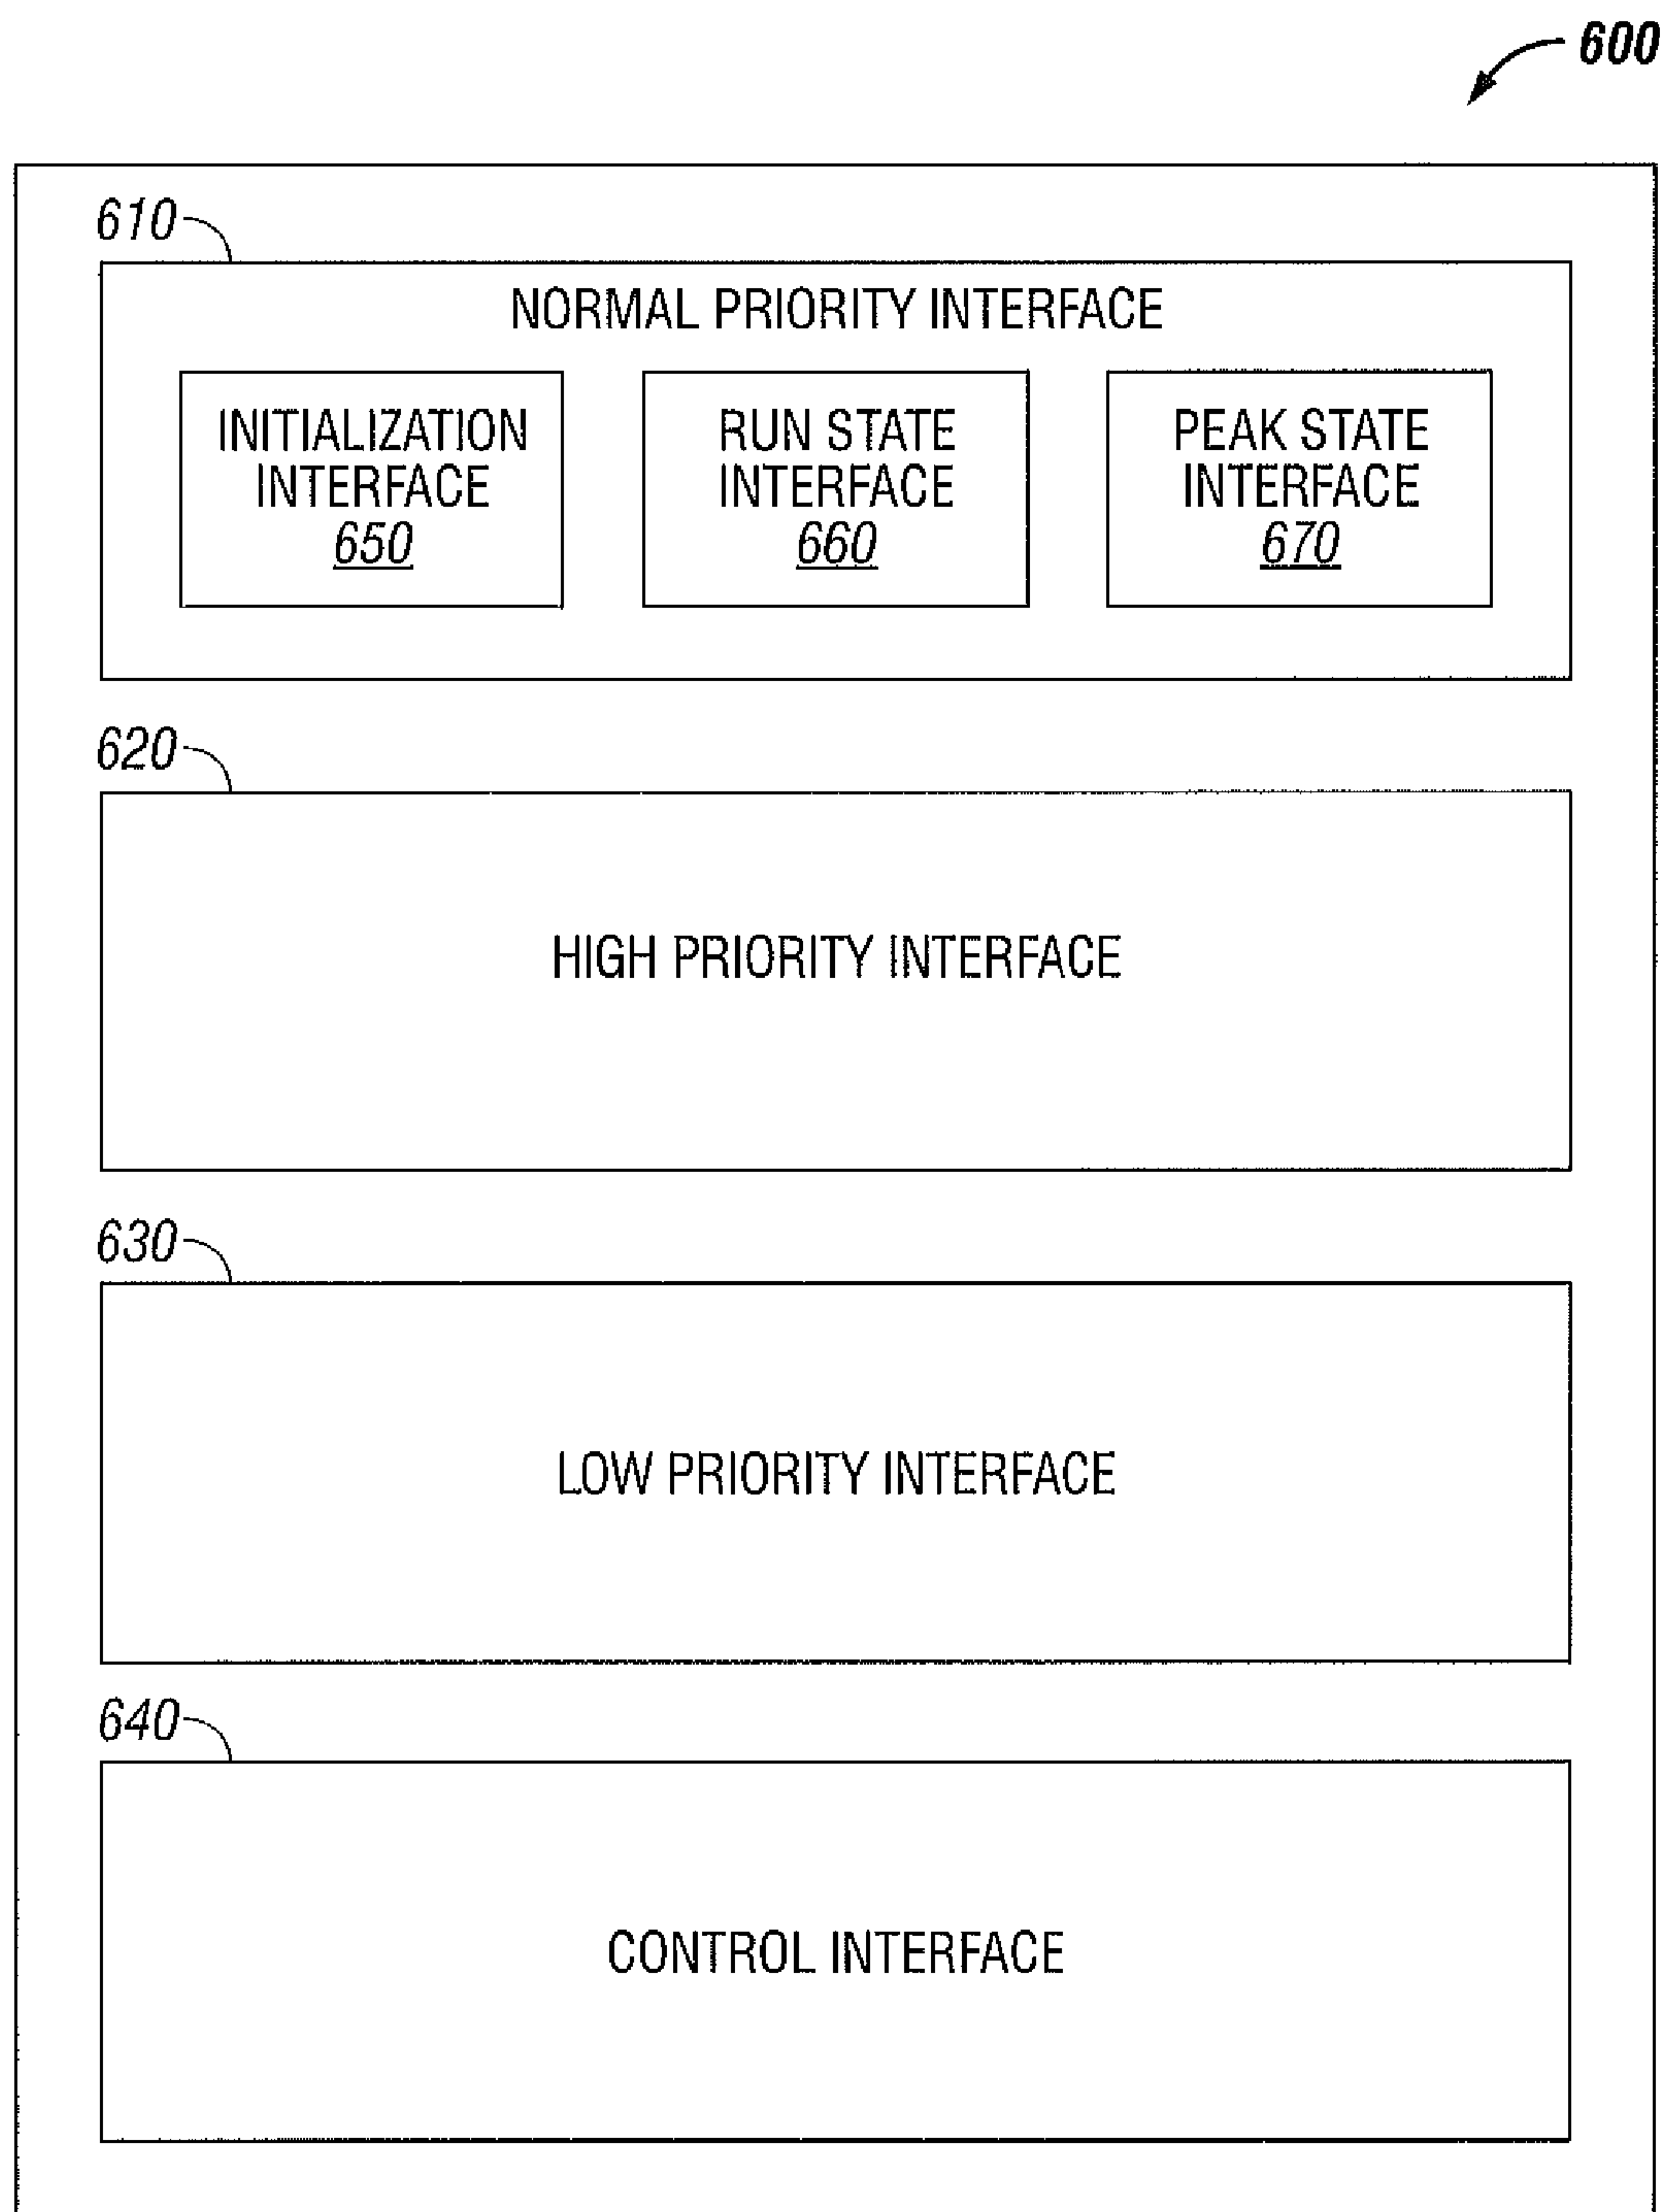 600
610
NORMAL PRIORITY INTERFACE
INITIALIZATION
INTERFACE
650
RUN STATE
INTERFACE
660
PEAK STATE
INTERFACE
670
620
HIGH PRIORITY INTERFACE
630
LOW PRIORITY INTERFACE
640
CONTROL INTERFACE